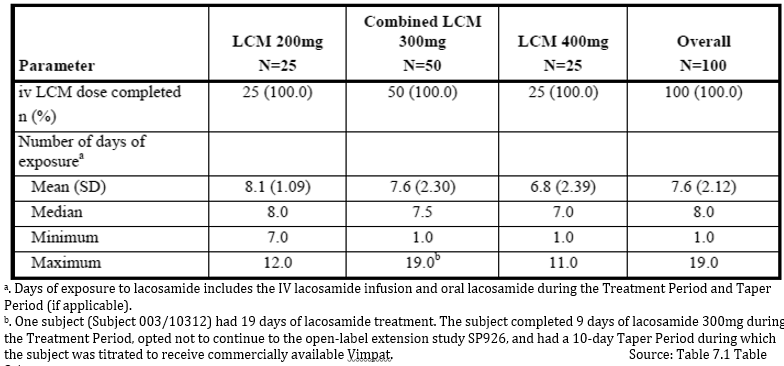 Parameter LCM 200mg N=25 Combined LCM 300mg N=50 LCM 400mg N=25 Overall N=100
iv LCM dose completed n (%) 25 (100.0) 50 (100.0) 25 (100.0) 100 (100.0)
Number of days of exposureᵃ
Mean (SD) 8.1 (1.09) 7.6 (2.30) 6.8 (2.39) 7.6 (2.12)
Median 8.0 7.5 7.0 8.0
Minimum 7.0 1.0 1.0 1.0
Maximum 12.0 19.0ᵇ 11.0 19.0
ᵃ. Days of exposure to lacosamide includes the IV lacosamide infusion and oral lacosamide during the Treatment Period and Taper
Period (if applicable).
ᵇ. One subject (Subject 003/10312) had 19 days of lacosamide treatment. The subject completed 9 days of lacosamide 300mg during
the Treatment Period, opted not to continue to the open-label extension study SP926, and had a 10-day Taper Period during which
the subject was titrated to receive commercially available Vimpat. Source: Table 7.1 Table